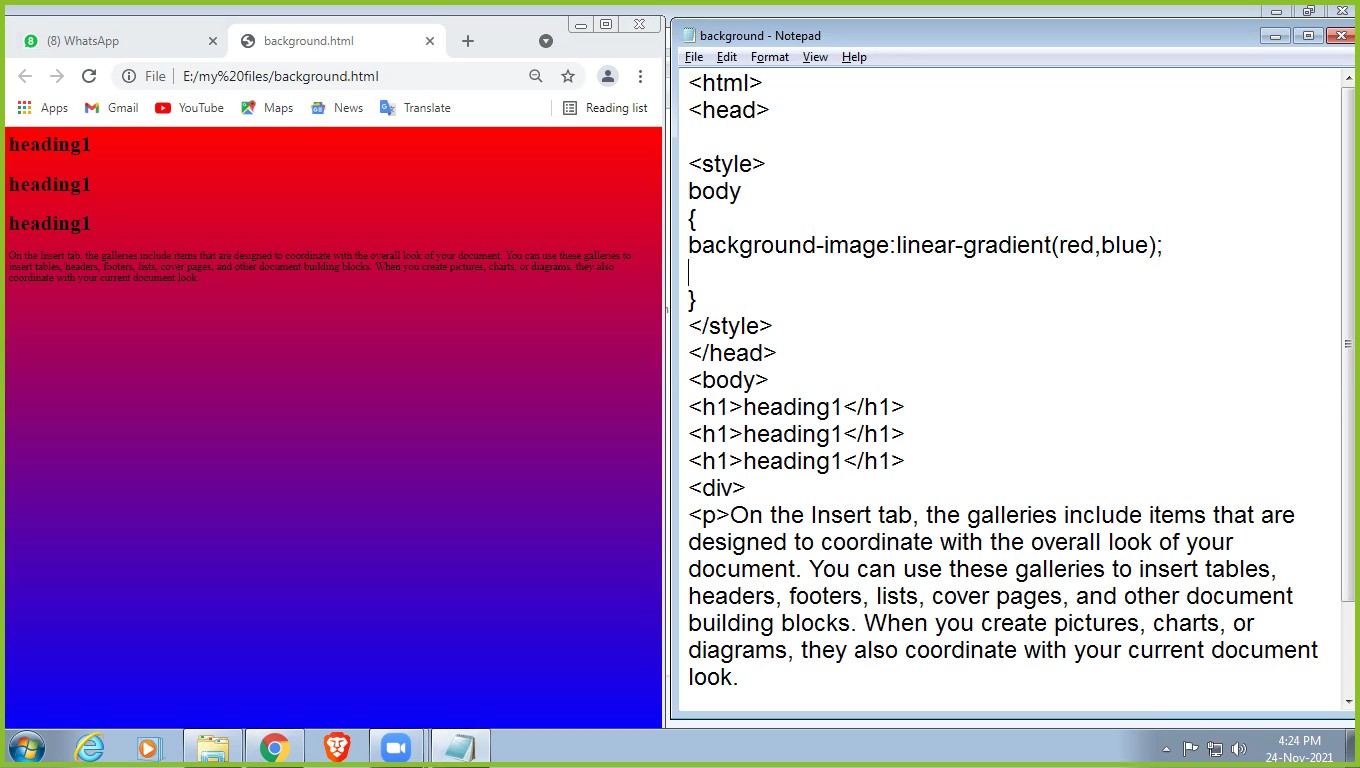 (8) WhatsApp
background.html
File
E:/my%20files/background.html
Apps
Gmail
YouTube
Maps
News
Translate
Reading list
heading1
heading1
heading1
On the Insert tab, the galleries include items that are designed to coordinate with the overall look of your document. You can use these galleries to
insert tables, headers, footers, lists, cover pages, and other document building blocks. When you create pictures, charts, or diagrams, they also
coordinate with your current document look.
background - Notepad
File Edit Format View Help
<html>
<head>
<style>
body
{
background-image:linear-gradient(red,blue);
}
</style>
</head>
<body>
<h1>heading1</h1>
<h1>heading1</h1>
<h1>heading1</h1>
<div>
<p>On the Insert tab, the galleries include items that are
designed to coordinate with the overall look of your
document. You can use these galleries to insert tables,
headers, footers, lists, cover pages, and other document
building blocks. When you create pictures, charts, or
diagrams, they also coordinate with your current document
look.
4:24 PM
24-Nov-2021